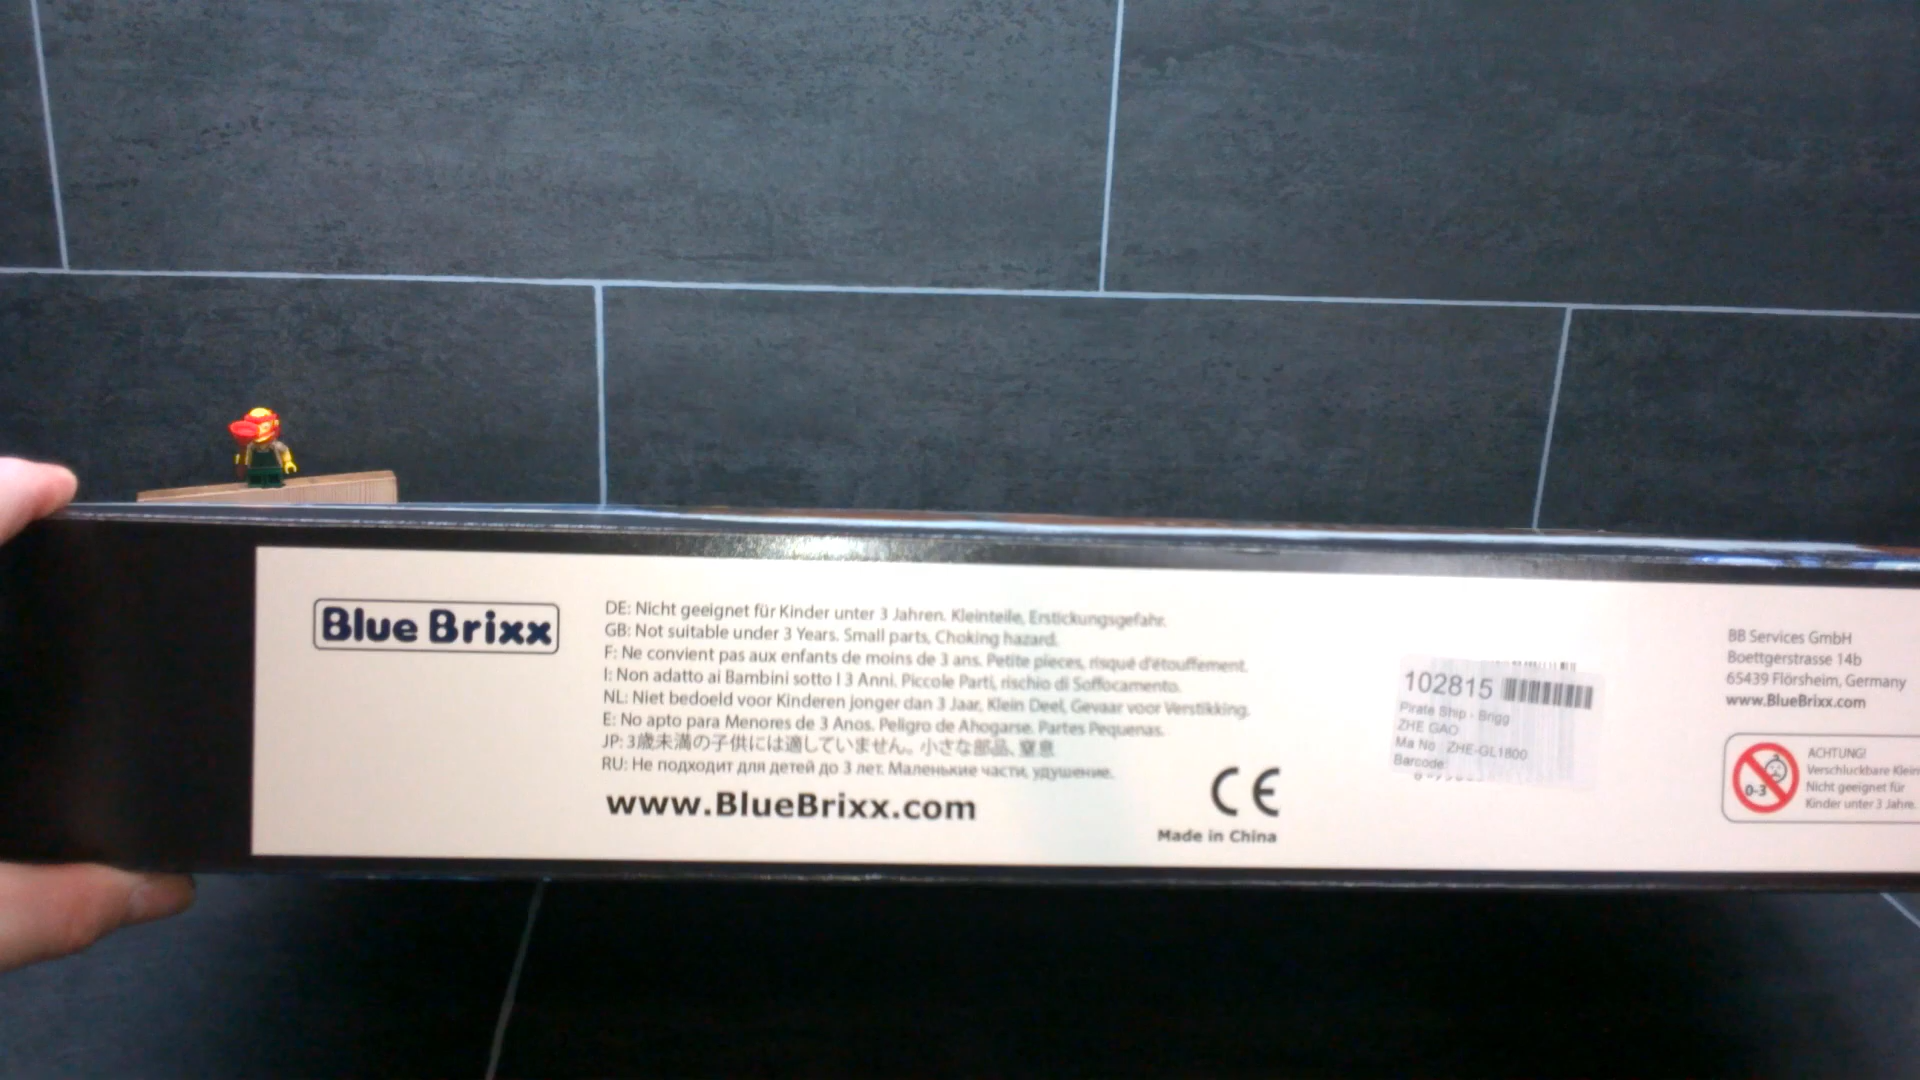 Blue Brixx
DE: Nicht geeignet für Kinder unter 3 Jahren. Kleinteile, Erstickungsgefahr.
GB: Not suitable under 3 Years. Small parts, Choking hazard.
F: Ne convient pas aux enfants de moins de 3 ans. Petite pieces, risqué d'étouffement.
I: Non adatto ai Bambini sotto I 3 Anni. Piccole Parti, rischio di Soffocamento.
NL: Niet bedoeld voor Kinderen jonger dan 3 Jaar, Klein Deel, Gevaar voor Verstikking.
E: No apto para Menores de 3 Anos. Peligro de Ahogarse. Partes Pequenas.
JP: 3歳未満の子供には適していません。小さな部品、窒息
RU: Не подходит для детей до 3 лет. Маленькие части, удушение.
www.BlueBrixx.com
CE
Made in China
102815
Pirate Ship - Brigg
ZHE GAO
Ma No. ZHE-GL1800
Barcode
BB Services GmbH
Boettgerstrasse 14b
65439 Flörsheim, Germany
www.BlueBrixx.com
0-3
ACHTUNG!
Verschluckbare Klein
Nicht geeignet für
Kinder unter 3 Jahre.